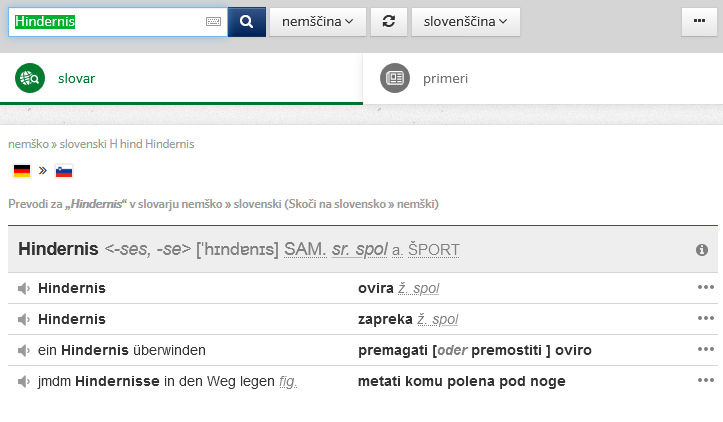 Hindernis nemščina slovenščina
slovar primeri
nemško » slovenski H hind Hindernis
»
Prevodi za „Hindernis“ v slovarju nemško » slovenski (Skoči na slovensko » nemški)
Hindernis <-ses, -se> [ˈhɪndɐnɪs] SAM. sr. spol a. ŠPORT
Hindernis ovira ž. spol
Hindernis zapreka ž. spol
ein Hindernis überwinden premagati [oder premostiti ] oviro
jmdm Hindernisse in den Weg legen fig. metati komu polena pod noge